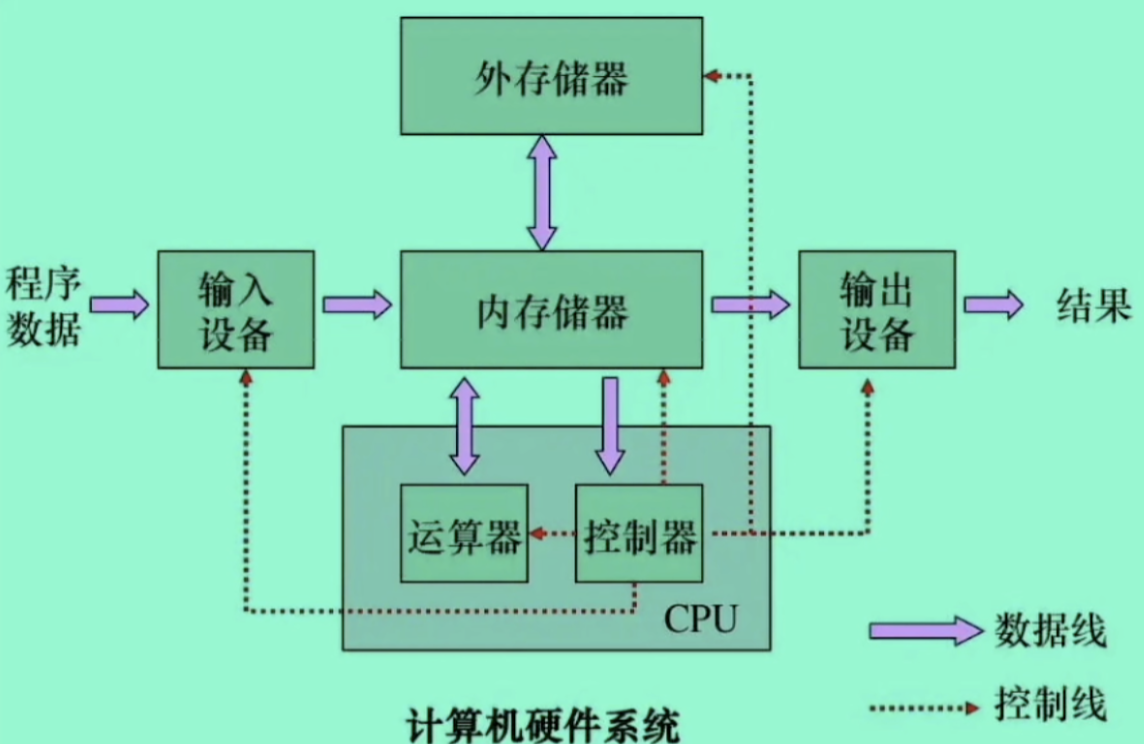 外存储器
程序
数据
输入
设备
内存储器
输出
设备
结果
运算器
控制器
CPU
数据线
控制线
计算机硬件系统